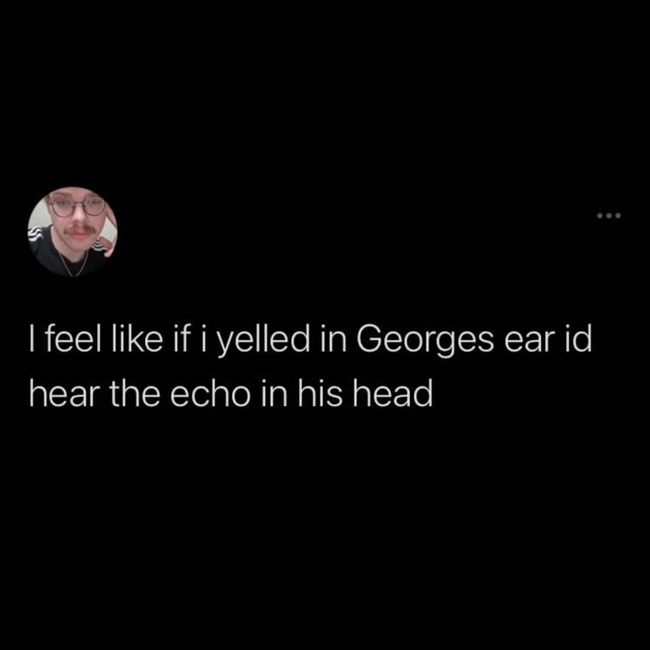 I feel like if i yelled in Georges ear id
hear the echo in his head